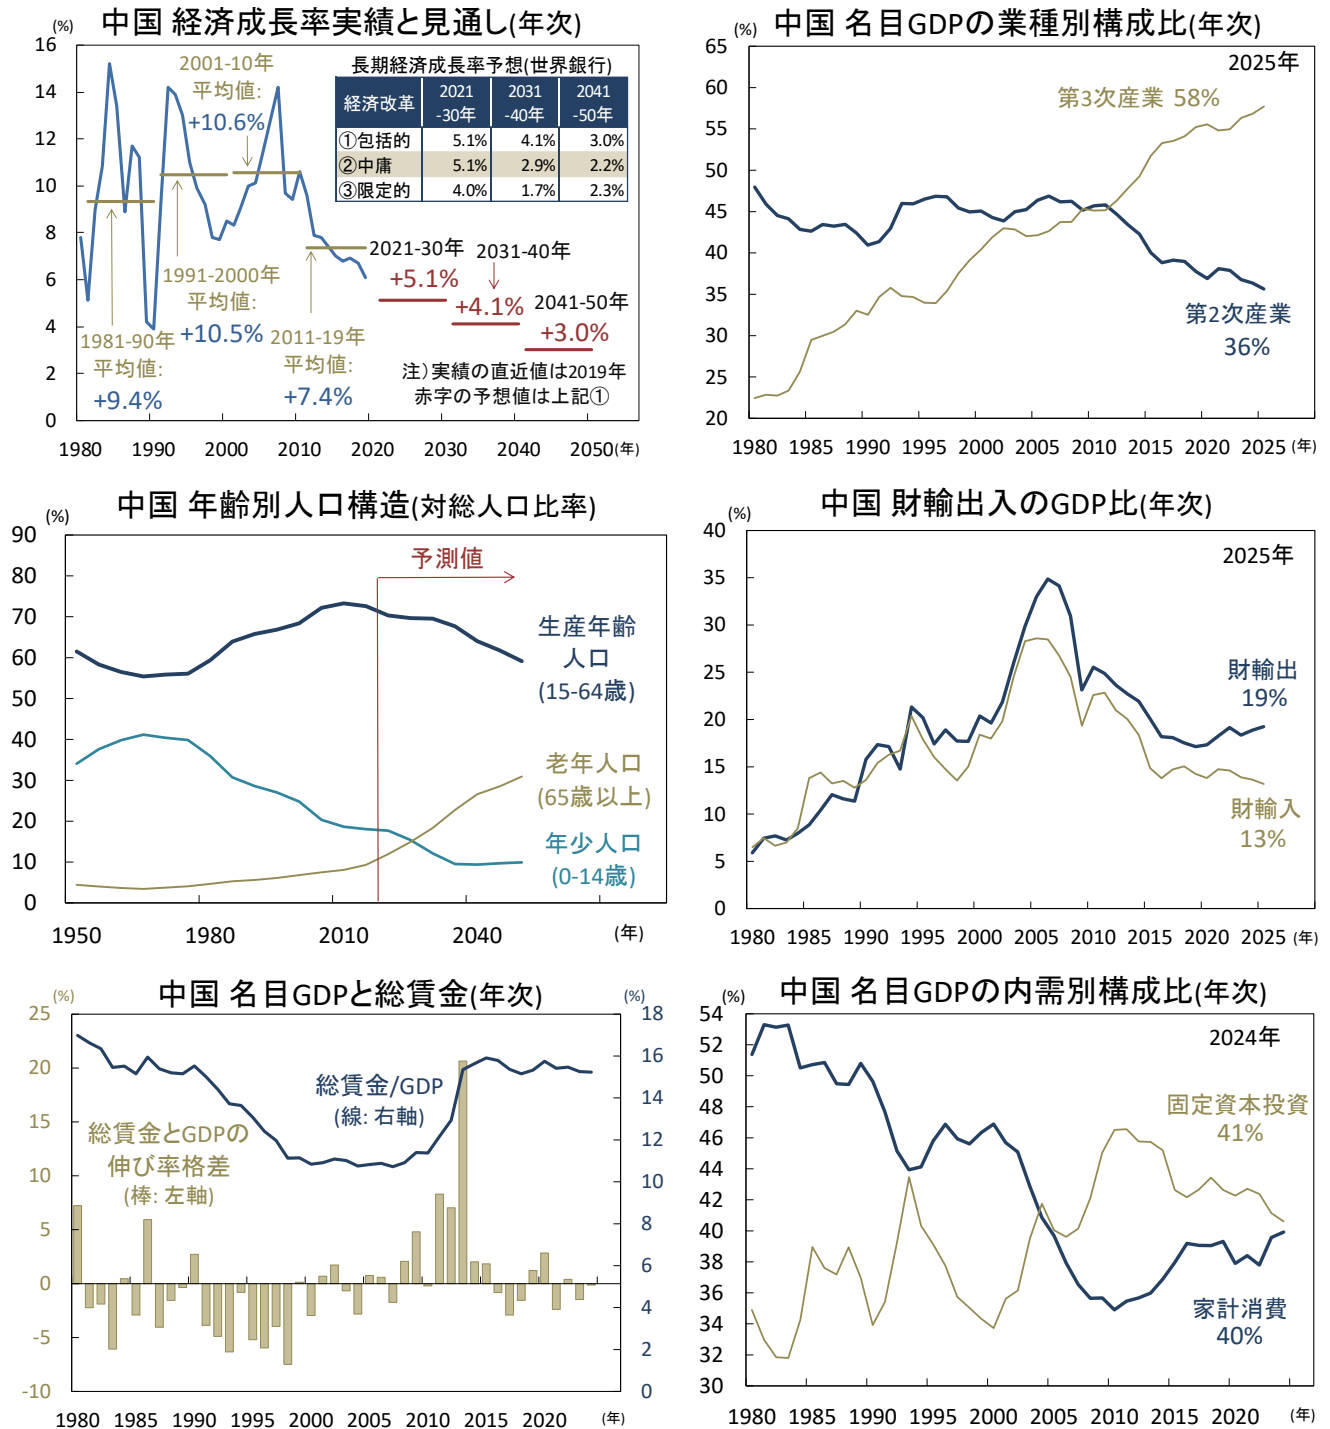 中国 経済成長率実績と見通し(年次)
(%)
16
14
12
10
8
6
4
2
0
1980 1990 2000 2010 2020 2030 2040 2050(年)
2001-10年
平均値:
+10.6%
長期経済成長率予想(世界銀行)
経済改革 2021-30年 2031-40年 2041-50年
①包括的 5.1% 4.1% 3.0%
②中庸 5.1% 2.9% 2.2%
③限定的 4.0% 1.7% 2.3%
1991-2000年
平均値:
+10.5%
1981-90年
平均値:
+9.4%
2011-19年
平均値:
+7.4%
2021-30年
+5.1%
2031-40年
+4.1%
2041-50年
+3.0%
注)実績の直近値は2019年
赤字の予想値は上記①
中国 名目GDPの業種別構成比(年次)
(%)
65
60
55
50
45
40
35
30
25
20
1980 1985 1990 1995 2000 2005 2010 2015 2020 2025 (年)
2025年
第3次産業 58%
第2次産業
36%
中国 年齢別人口構造(対総人口比率)
(%)
90
80
70
60
50
40
30
20
10
0
1950 1980 2010 2040 (年)
予測値
生産年齢
人口
(15-64歳)
老年人口
(65歳以上)
年少人口
(0-14歳)
中国 財輸出入のGDP比(年次)
(%)
40
35
30
25
20
15
10
5
0
1980 1985 1990 1995 2000 2005 2010 2015 2020 2025 (年)
2025年
財輸出
19%
財輸入
13%
中国 名目GDPと総賃金(年次)
(%)
25
20
15
10
5
0
-5
-10
(%)
18
16
14
12
10
8
6
4
2
0
1980 1985 1990 1995 2000 2005 2010 2015 2020 (年)
総賃金/GDP
(線: 右軸)
総賃金とGDPの
伸び率格差
(棒: 左軸)
中国 名目GDPの内需別構成比(年次)
(%)
54
52
50
48
46
44
42
40
38
36
34
32
30
1980 1985 1990 1995 2000 2005 2010 2015 2020 (年)
2024年
固定資本投資
41%
家計消費
40%